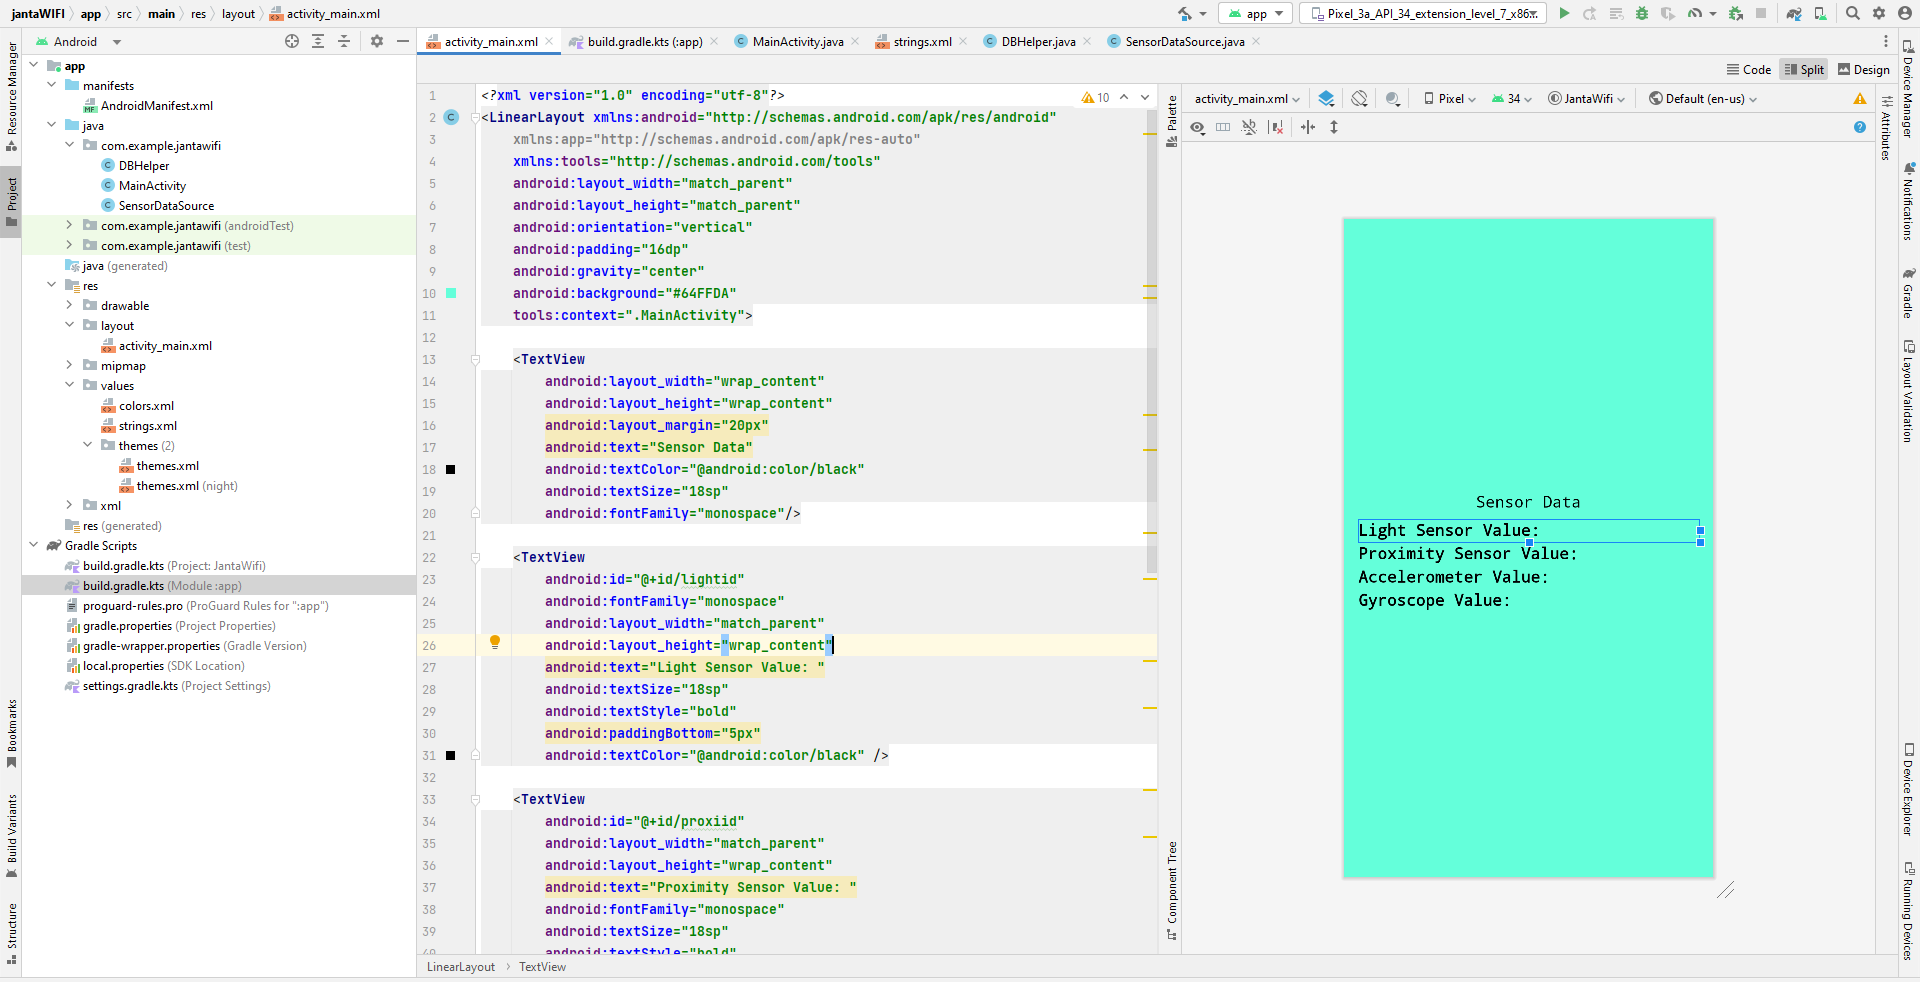 jantaWIFI app src main res layout activity_main.xml
app
Pixel_3a_API_34_extension_level_7_x86...
Android
activity_main.xml
build.gradle.kts (:app)
MainActivity.java
strings.xml
DBHelper.java
SensorDataSource.java
Code
Split
Design
Resource Manager
Project
Bookmarks
Build Variants
Structure
app
manifests
AndroidManifest.xml
java
com.example.jantawifi
DBHelper
MainActivity
SensorDataSource
com.example.jantawifi (androidTest)
com.example.jantawifi (test)
java (generated)
res
drawable
layout
activity_main.xml
mipmap
values
colors.xml
strings.xml
themes (2)
themes.xml
themes.xml (night)
xml
res (generated)
Gradle Scripts
build.gradle.kts (Project: JantaWifi)
build.gradle.kts (Module :app)
proguard-rules.pro (ProGuard Rules for ":app")
gradle.properties (Project Properties)
gradle-wrapper.properties (Gradle Version)
local.properties (SDK Location)
settings.gradle.kts (Project Settings)
10
1 <?xml version="1.0" encoding="utf-8"?>
2 <LinearLayout xmlns:android="http://schemas.android.com/apk/res/android"
3 xmlns:app="http://schemas.android.com/apk/res-auto"
4 xmlns:tools="http://schemas.android.com/tools"
5 android:layout_width="match_parent"
6 android:layout_height="match_parent"
7 android:orientation="vertical"
8 android:padding="16dp"
9 android:gravity="center"
10 android:background="#64FFDA"
11 tools:context=".MainActivity">
12
13 <TextView
14 android:layout_width="wrap_content"
15 android:layout_height="wrap_content"
16 android:layout_margin="20px"
17 android:text="Sensor Data"
18 android:textColor="@android:color/black"
19 android:textSize="18sp"
20 android:fontFamily="monospace"/>
21
22 <TextView
23 android:id="@+id/lightid"
24 android:fontFamily="monospace"
25 android:layout_width="match_parent"
26 android:layout_height="wrap_content"
27 android:text="Light Sensor Value: "
28 android:textSize="18sp"
29 android:textStyle="bold"
30 android:paddingBottom="5px"
31 android:textColor="@android:color/black" />
32
33 <TextView
34 android:id="@+id/proxiid"
35 android:layout_width="match_parent"
36 android:layout_height="wrap_content"
37 android:text="Proximity Sensor Value: "
38 android:fontFamily="monospace"
39 android:textSize="18sp"
40 android:textStyle="bold"
LinearLayout TextView
Palette
Component Tree
activity_main.xml
Pixel
34
JantaWifi
Default (en-us)
Sensor Data
Light Sensor Value:
Proximity Sensor Value:
Accelerometer Value:
Gyroscope Value:
Attributes
Device Manager
Notifications
Gradle
Layout Validation
Device Explorer
Running Devices